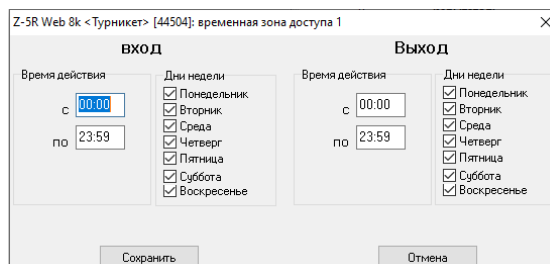 Z-5R Web 8k <Турникет> [44504]: временная зона доступа 1
вход
Время действия
с 00:00
по 23:59
Дни недели
Понедельник
Вторник
Среда
Четверг
Пятница
Суббота
Воскресенье
Выход
Время действия
с 00:00
по 23:59
Дни недели
Понедельник
Вторник
Среда
Четверг
Пятница
Суббота
Воскресенье
Сохранить
Отмена